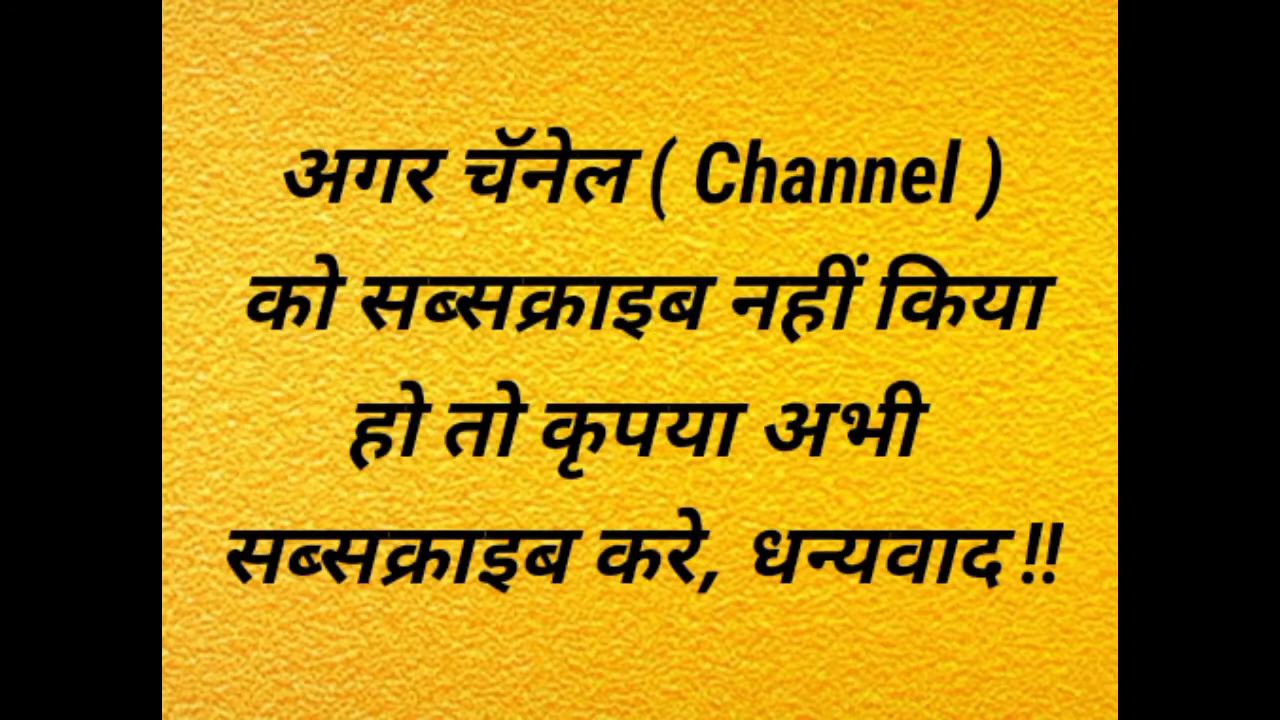 अगर चॅनेल ( Channel )
को सब्सक्राइब नहीं किया
हो तो कृपया अभी
सब्सक्राइब करे, धन्यवाद !!